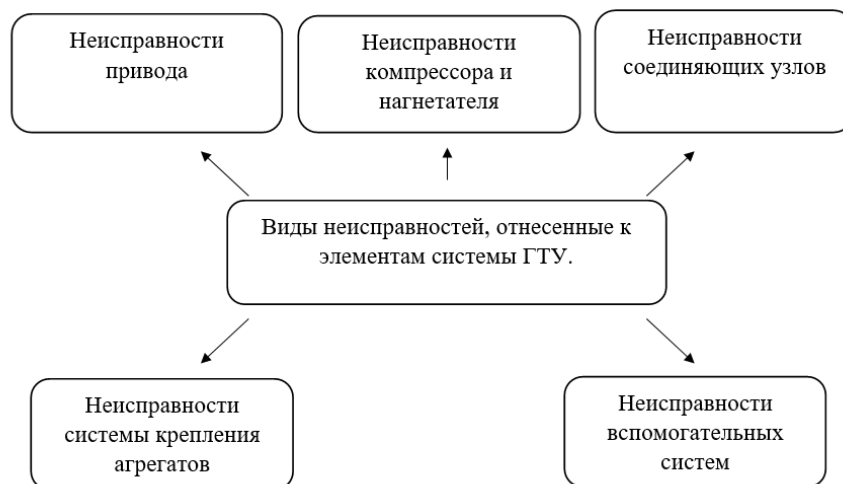 Неисправности
привода
Неисправности
компрессора и
нагнетателя
Неисправности
соединяющих узлов
Виды неисправностей, отнесенные к
элементам системы ГТУ.
Неисправности
системы крепления
агрегатов
Неисправности
вспомогательных
систем